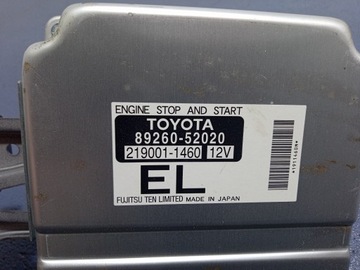 ENGINE STOP AND START
TOYOTA
89260-52020
219001-1460 12V
EL
FUJITSU TEN LIMITED MADE IN JAPAN